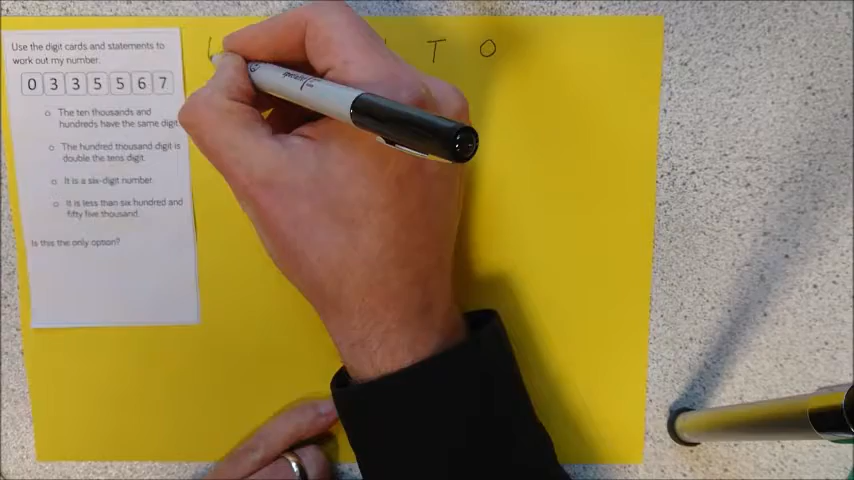 T O
Use the digit cards and statements to
work out my number.
0 3 3 5 5 6 7
The ten thousands and
hundreds have the same digit
The hundred thousand digit is
double the tens digit.
It is a six-digit number.
It is less than six hundred and
fifty five thousand.
Is this the only option?